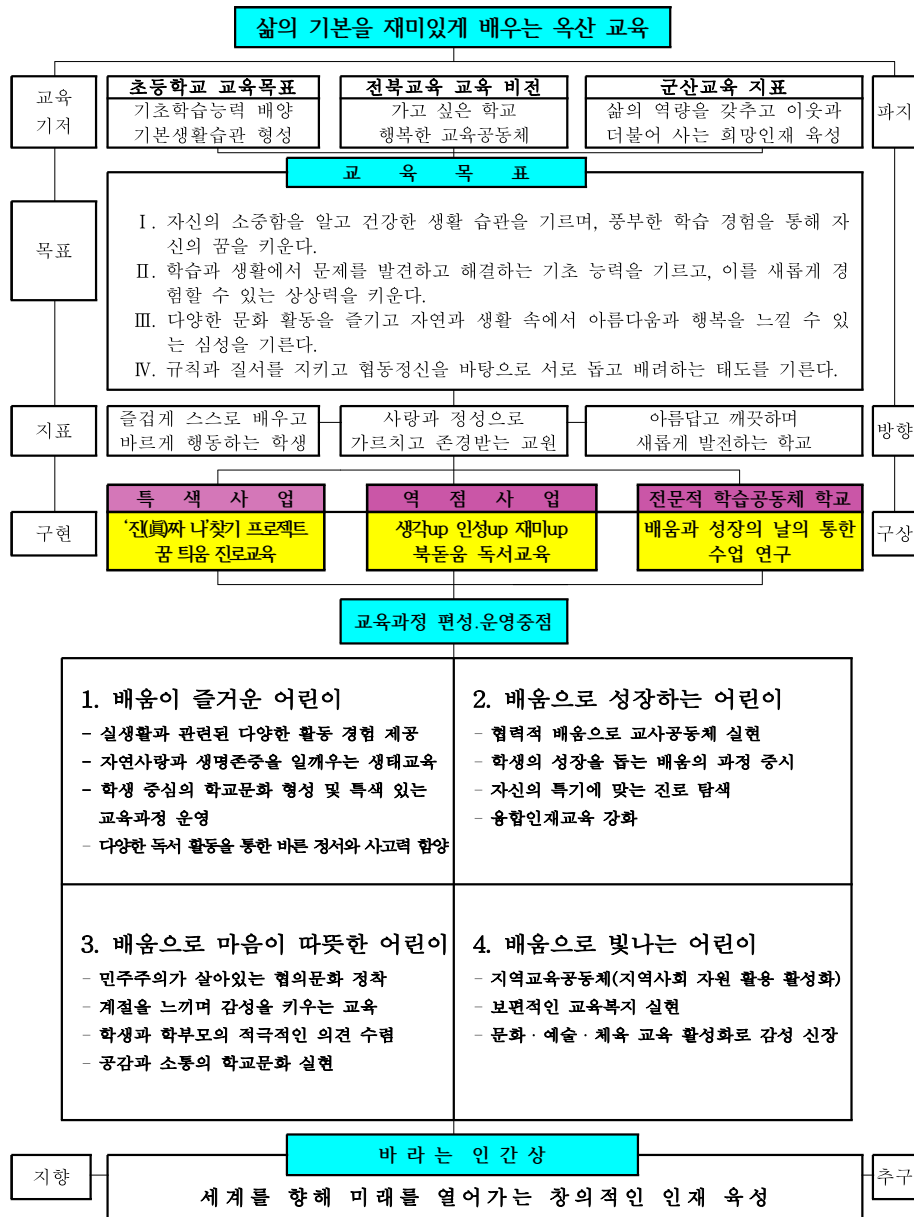 삶의 기본을 재미있게 배우는 옥산 교육
교육
기저
초등학교 교육목표
기초학습능력 배양
기본생활습관 형성
전북교육 교육 비전
가고 싶은 학교
행복한 교육공동체
군산교육 지표
삶의 역량을 갖추고 이웃과
더불어 사는 희망인재 육성
파지
교 육 목 표
목표
Ⅰ. 자신의 소중함을 알고 건강한 생활 습관을 기르며, 풍부한 학습 경험을 통해 자
신의 꿈을 키운다.
Ⅱ. 학습과 생활에서 문제를 발견하고 해결하는 기초 능력을 기르고, 이를 새롭게 경
험할 수 있는 상상력을 키운다.
Ⅲ. 다양한 문화 활동을 즐기고 자연과 생활 속에서 아름다움과 행복을 느낄 수 있
는 심성을 기른다.
Ⅳ. 규칙과 질서를 지키고 협동정신을 바탕으로 서로 돕고 배려하는 태도를 기른다.
지표
즐겁게 스스로 배우고
바르게 행동하는 학생
사랑과 정성으로
가르치고 존경받는 교원
아름답고 깨끗하며
새롭게 발전하는 학교
방향
구현
특 색 사 업
'진(眞)짜 나'찾기 프로젝트
꿈 틔움 진로교육
역 점 사 업
생각up 인성up 재미up
북돋움 독서교육
전문적 학습공동체 학교
배움과 성장의 날의 통한
수업 연구
구상
교육과정 편성.운영중점
1. 배움이 즐거운 어린이
- 실생활과 관련된 다양한 활동 경험 제공
- 자연사랑과 생명존중을 일깨우는 생태교육
- 학생 중심의 학교문화 형성 및 특색 있는
교육과정 운영
- 다양한 독서 활동을 통한 바른 정서와 사고력 함양
2. 배움으로 성장하는 어린이
- 협력적 배움으로 교사공동체 실현
- 학생의 성장을 돕는 배움의 과정 중시
- 자신의 특기에 맞는 진로 탐색
- 융합인재교육 강화
3. 배움으로 마음이 따뜻한 어린이
- 민주주의가 살아있는 협의문화 정착
- 계절을 느끼며 감성을 키우는 교육
- 학생과 학부모의 적극적인 의견 수렴
- 공감과 소통의 학교문화 실현
4. 배움으로 빛나는 어린이
- 지역교육공동체(지역사회 자원 활용 활성화)
- 보편적인 교육복지 실현
- 문화 · 예술 · 체육 교육 활성화로 감성 신장
지향
바 라 는 인 간 상
세계를 향해 미래를 열어가는 창의적인 인재 육성
추구